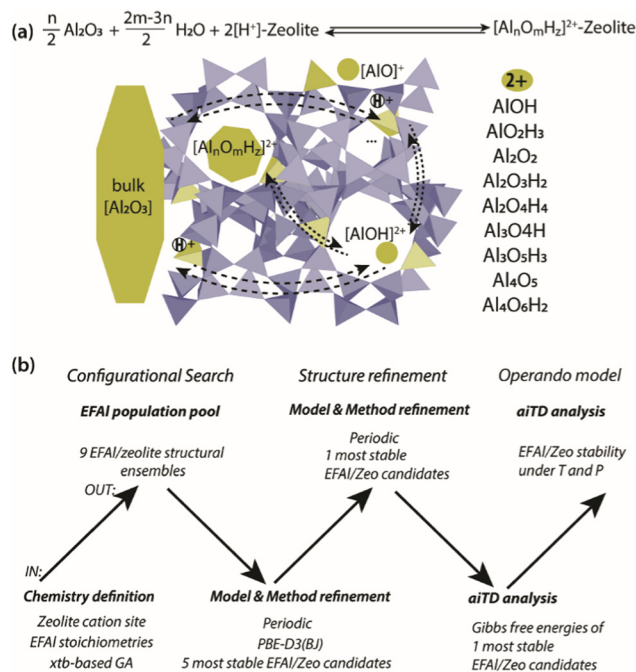 (a) n/2 Al₂O₃ + 2m-3n/2 H₂O + 2[H⁺]-Zeolite ⇌ [AlₙOₘH𝓏]²⁺-Zeolite
[AlO]⁺
2+
H+
AlOH
[AlₙOₘH𝓏]²⁺
...
AlO₂H₃
Al₂O₂
bulk
[Al₂O₃]
Al₂O₃H₂
Al₂O₄H₄
[AlOH]²⁺
Al₃O4H
H+
Al₃O₅H₃
Al₄O₅
Al₄O₆H₂
(b)
Configurational Search
Structure refinement
Operando model
EFAl population pool
Model & Method refinement
aiTD analysis
9 EFAl/zeolite structural
ensembles
Periodic
1 most stable
EFAl/Zeo candidates
EFAl/Zeo stability
under T and P
OUT:
IN:
Chemistry definition
Model & Method refinement
aiTD analysis
Zeolite cation site
EFAl stoichiometries
xtb-based GA
Periodic
PBE-D3(BJ)
5 most stable EFAl/Zeo candidates
Gibbs free energies of
1 most stable
EFAl/Zeo candidates